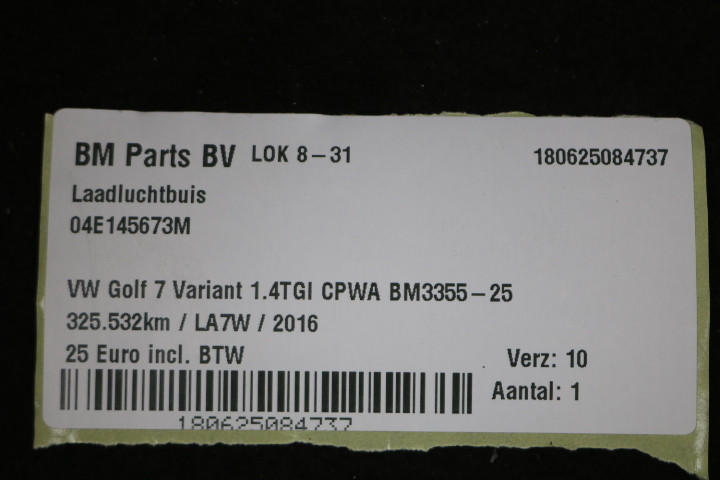 BM Parts BV LOK 8-31 180625084737
Laadluchtbuis
04E145673M
VW Golf 7 Variant 1.4TGI CPWA BM3355-25
325.532km / LA7W / 2016
25 Euro incl. BTW Verz: 10
Aantal: 1
180625084737